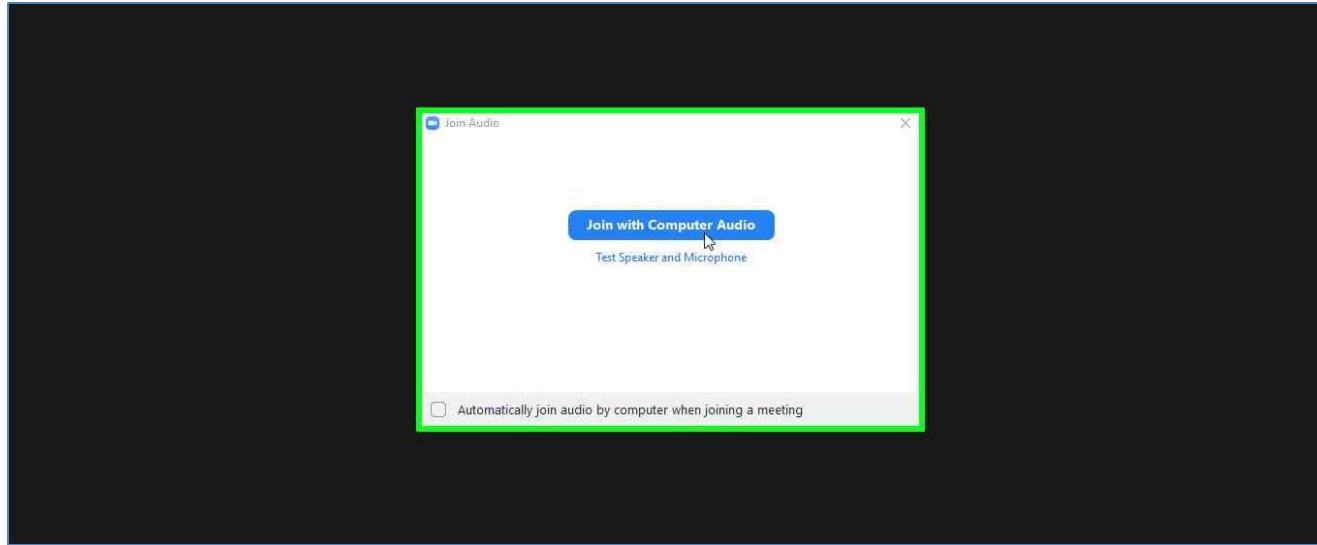 Join Audio
Join with Computer Audio
Test Speaker and Microphone
Automatically join audio by computer when joining a meeting